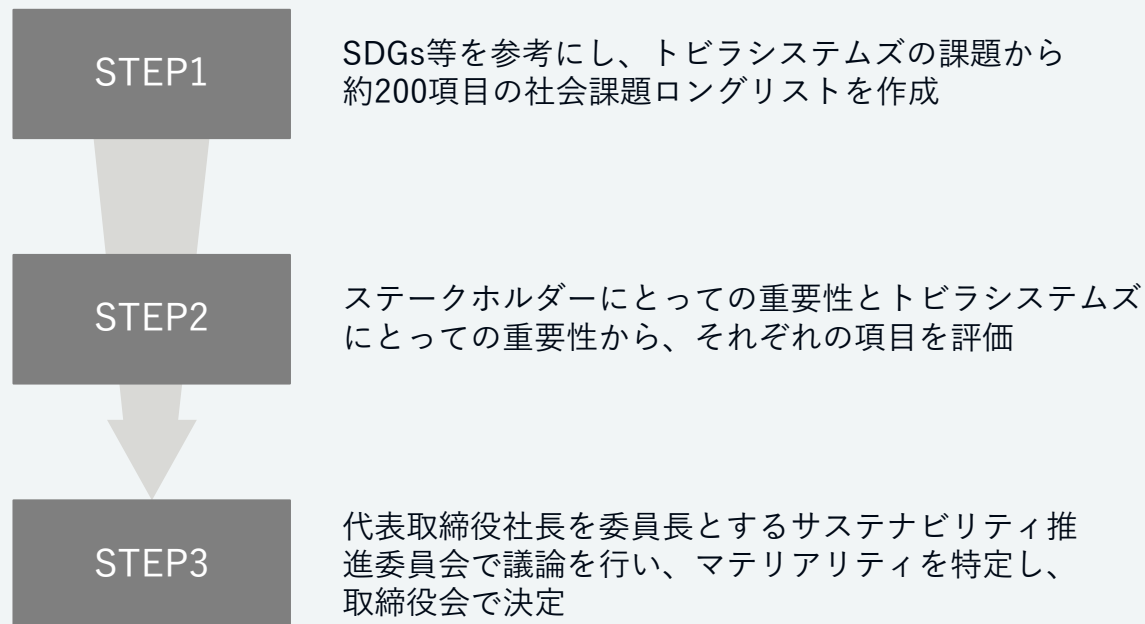 STEP1
SDGs等を参考にし、トビラシステムズの課題から
約200項目の社会課題ロングリストを作成
STEP2
ステークホルダーにとっての重要性とトビラシステムズ
にとっての重要性から、それぞれの項目を評価
STEP3
代表取締役社長を委員長とするサステナビリティ推
進委員会で議論を行い、マテリアリティを特定し、
取締役会で決定